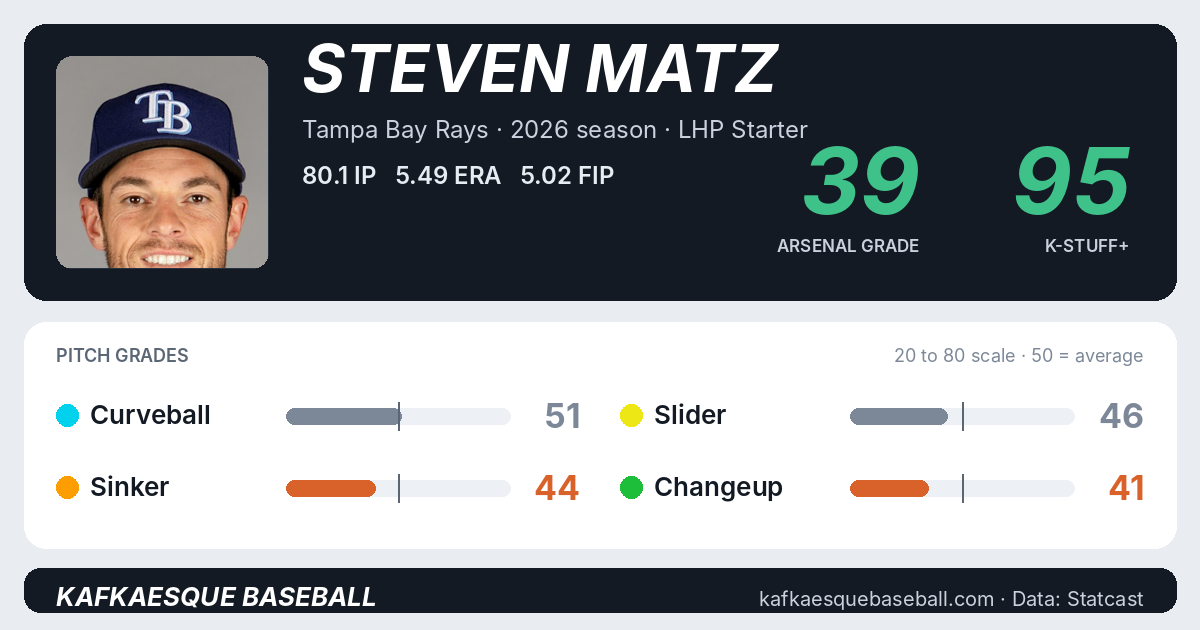 STEVEN MATZ
Tampa Bay Rays · 2026 season · LHP Starter
80.1 IP 5.49 ERA 5.02 FIP
39 95
ARSENAL GRADE K-STUFF+
TB
PITCH GRADES 20 to 80 scale · 50 = average
Curveball 51 Slider 46
Sinker 44 Changeup 41
KAFKAESQUE BASEBALL kafkaesquebaseball.com · Data: Statcast